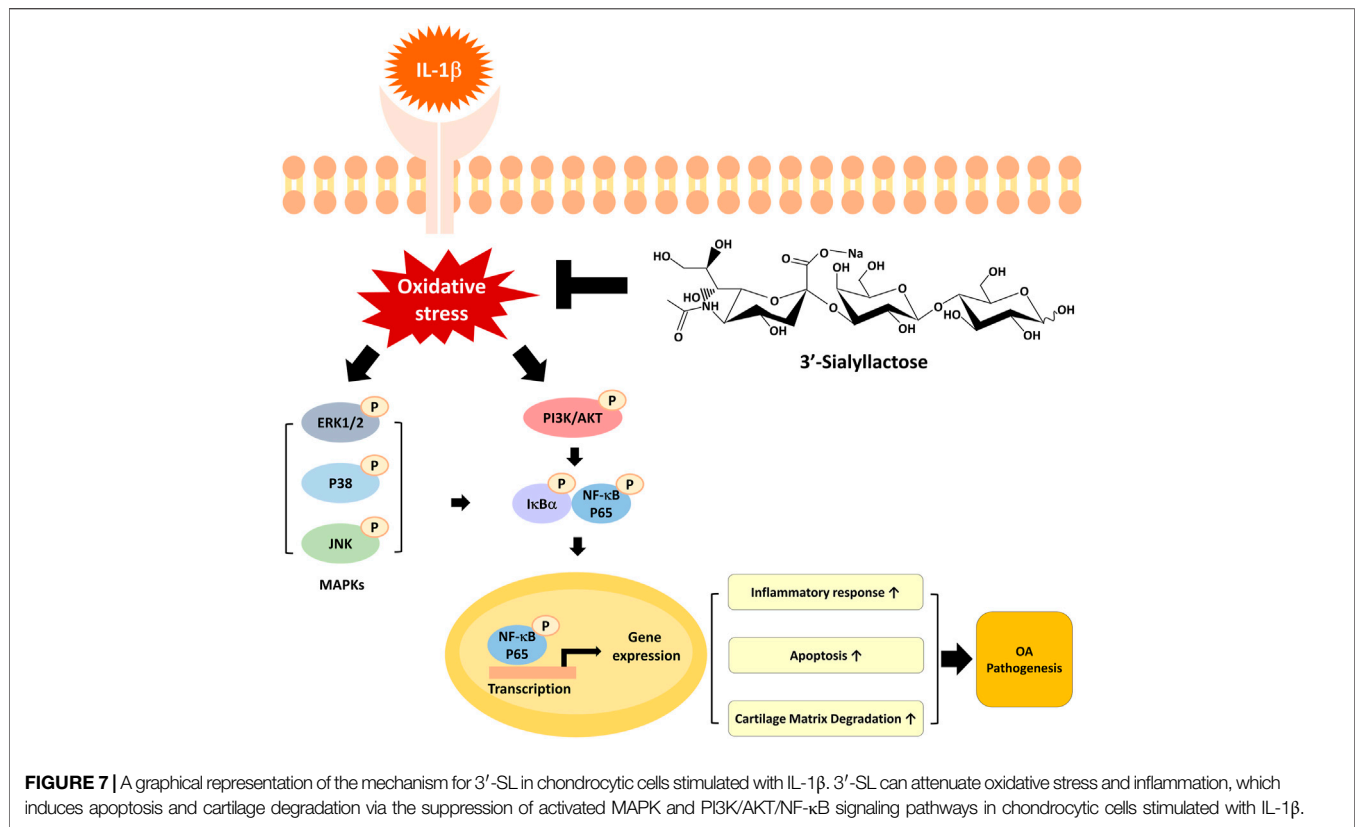 IL-1β
Oxidative
stress
OH
HO
HO
NH
O
OH
O
O
Na
O
O
OH
OH
O
OH
O
OH
O
HO
OH
OH
3′-Sialyllactose
P
ERK1/2
P
P38
P
JNK
MAPKs
P
PI3K/AKT
P
IκBα
P
NF-κB
P65
P
NF-κB
P65
Gene
expression
Transcription
Inflammatory response ↑
Apoptosis ↑
Cartilage Matrix Degradation ↑
OA
Pathogenesis
FIGURE 7 | A graphical representation of the mechanism for 3′-SL in chondrocytic cells stimulated with IL-1β. 3′-SL can attenuate oxidative stress and inflammation, which
induces apoptosis and cartilage degradation via the suppression of activated MAPK and PI3K/AKT/NF-κB signaling pathways in chondrocytic cells stimulated with IL-1β.